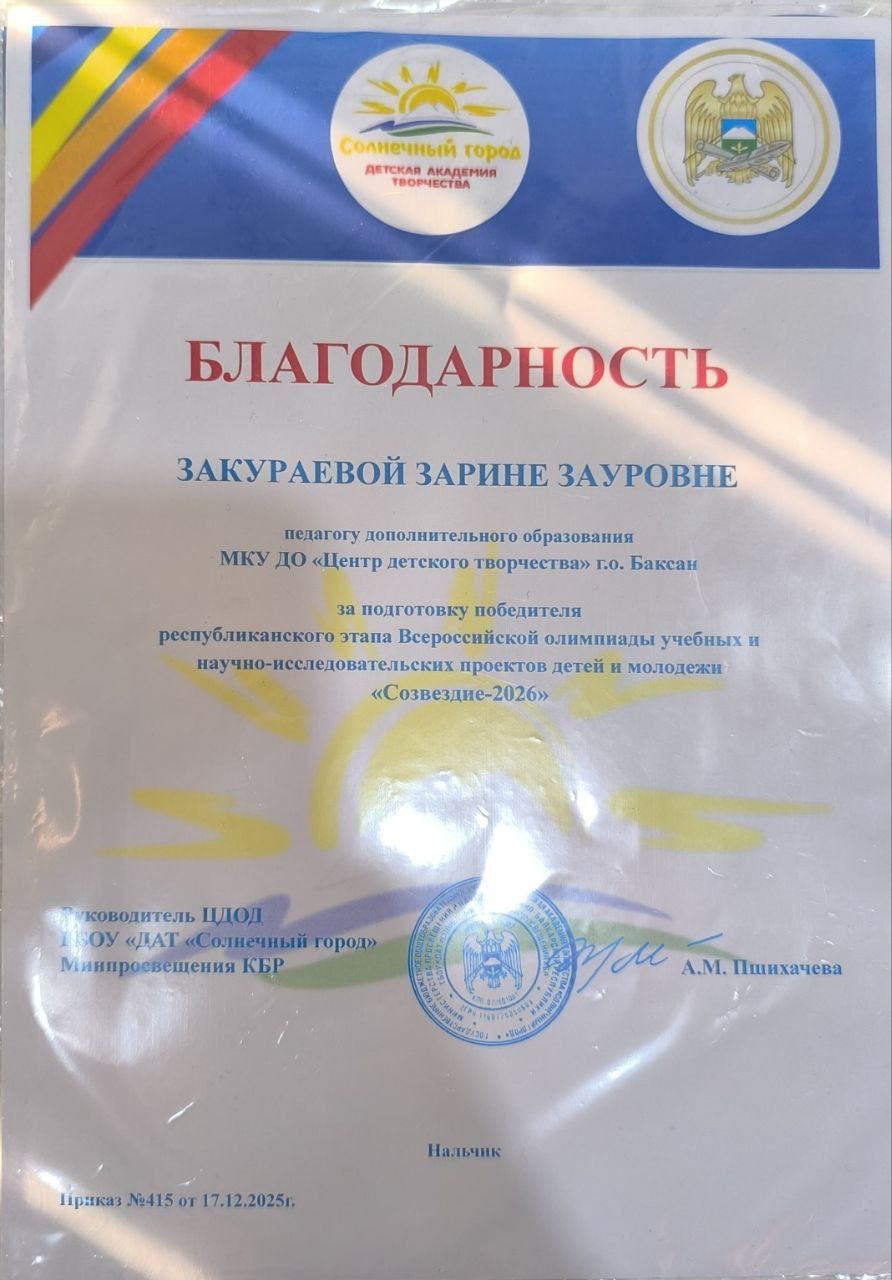 Солнечный город
ДЕТСКАЯ АКАДЕМИЯ
ТВОРЧЕСТВА
БЛАГОДАРНОСТЬ
ЗАКУРАЕВОЙ ЗАРИНЕ ЗАУРОВНЕ
педагогу дополнительного образования
МКУ ДО «Центр детского творчества» г.о. Баксан
за подготовку победителя
республиканского этапа Всероссийской олимпиады учебных и
научно-исследовательских проектов детей и молодежи
«Созвездие-2026»
Руководитель ЦДОД
ГБОУ «ДАТ «Солнечный город»
Минпросвещения КБР
А.М. Пшихачева
Нальчик
Приказ №415 от 17.12.2025г.